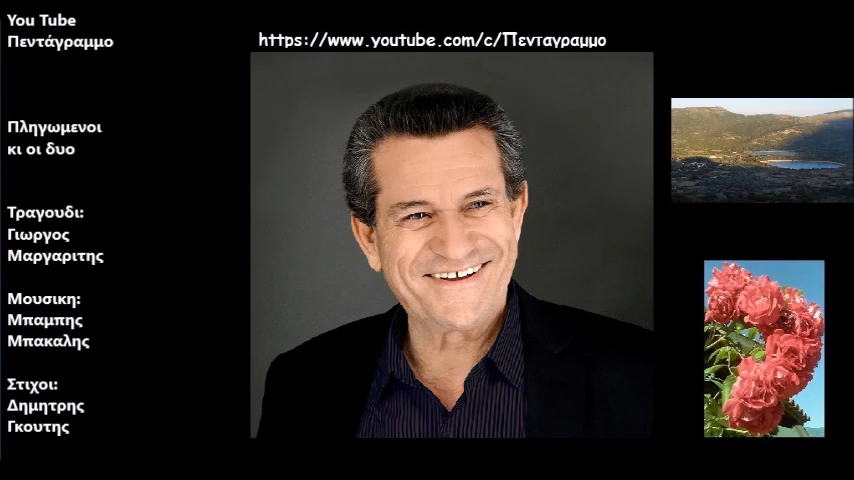 You Tube
Πεντάγραμμο
https://www.youtube.com/c/Πενταγραμμο
Πληγωμενοι
κι οι δυο
Τραγουδι:
Γιωργος
Μαργαριτης
Μουσικη:
Μπαμπης
Μπακαλης
Στιχοι:
Δημητρης
Γκουτης